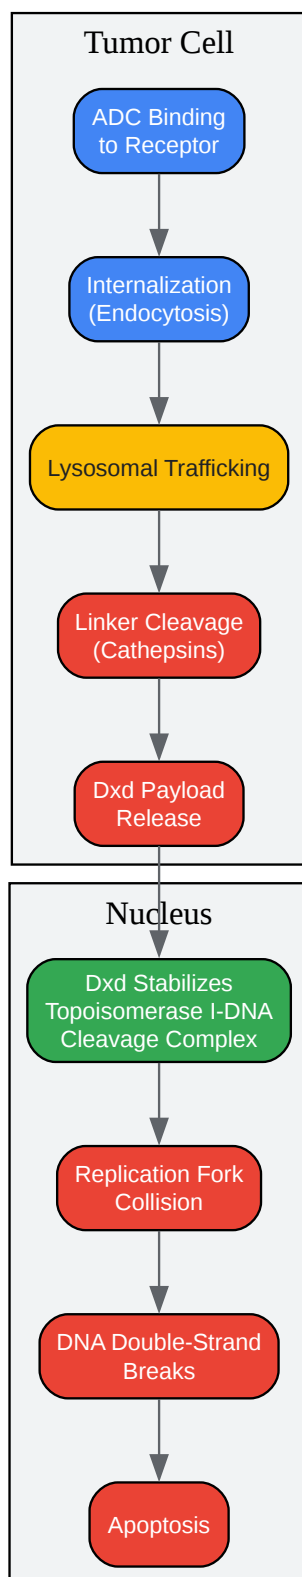 Tumor Cell
ADC Binding
to Receptor
Internalization
(Endocytosis)
Lysosomal Trafficking
Linker Cleavage
(Cathepsins)
Dxd Payload
Release
Nucleus
Dxd Stabilizes
Topoisomerase I-DNA
Cleavage Complex
Replication Fork
Collision
DNA Double-Strand
Breaks
Apoptosis